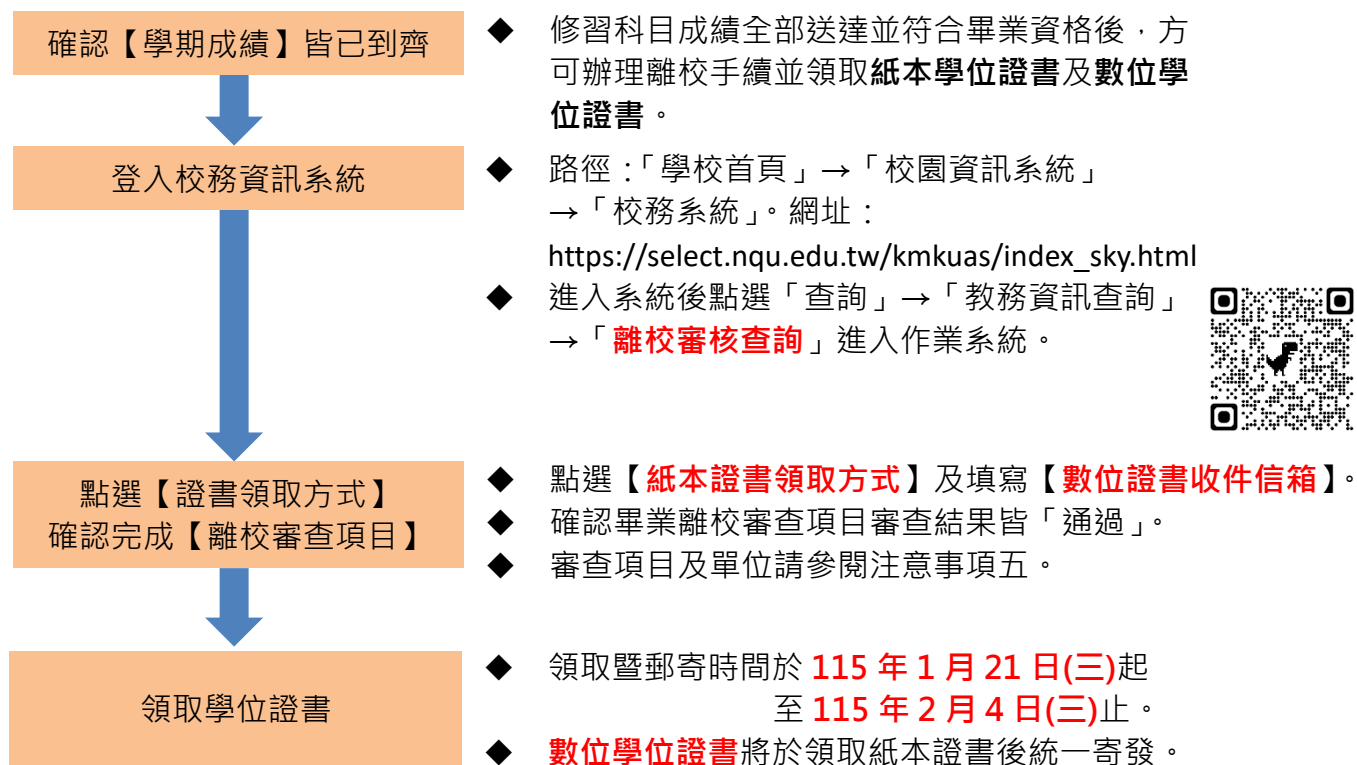 確認【學期成績】皆已到齊
◆ 修習科目成績全部送達並符合畢業資格後，方
可辦理離校手續並領取紙本學位證書及數位學
位證書。
登入校務資訊系統
◆ 路徑：「學校首頁」→「校園資訊系統」
→「校務系統」。網址：
https://select.nqu.edu.tw/kmkuas/index_sky.html
◆ 進入系統後點選「查詢」→「教務資訊查詢」
→「離校審核查詢」進入作業系統。
點選【證書領取方式】
確認完成【離校審查項目】
◆ 點選【紙本證書領取方式】及填寫【數位證書收件信箱】。
◆ 確認畢業離校審查項目審查結果皆「通過」。
◆ 審查項目及單位請參閱注意事項五。
領取學位證書
◆ 領取暨郵寄時間於 115 年 1 月 21 日(三)起
至 115 年 2 月 4 日(三)止。
◆ 數位學位證書將於領取紙本證書後統一寄發。